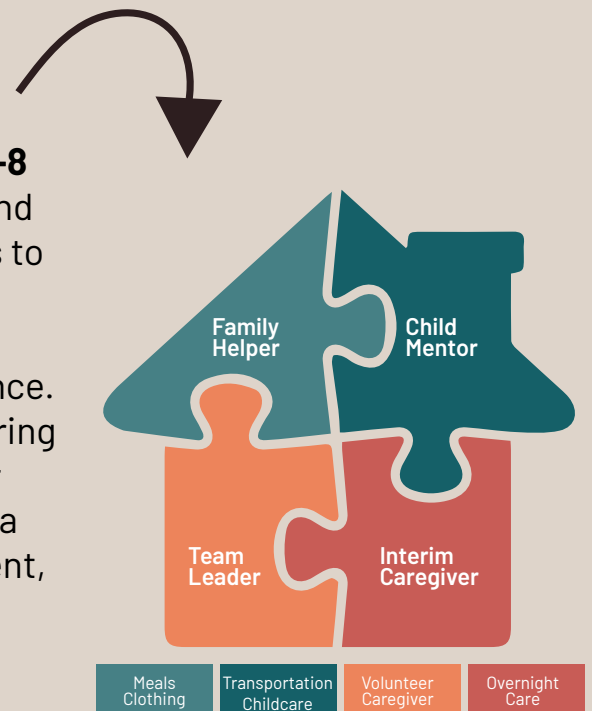 -8
nd
s to
nce.
ring
a
ent,
Family
Helper
Child
Mentor
Team
Leader
Interim
Caregiver
Meals
Clothing
Transportation
Childcare
Volunteer
Caregiver
Overnight
Care